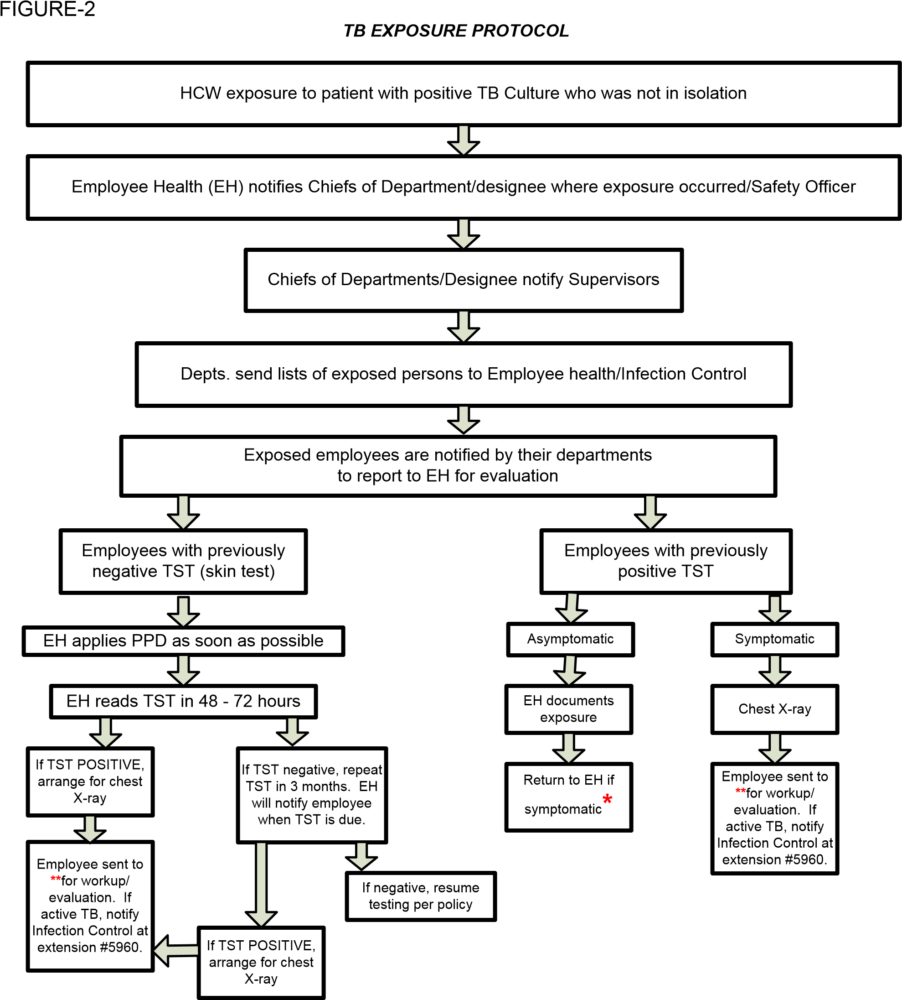 FIGURE-2
TB EXPOSURE PROTOCOL
HCW exposure to patient with positive TB Culture who was not in isolation
Employee Health (EH) notifies Chiefs of Department/designee where exposure occurred/Safety Officer
Chiefs of Departments/Designee notify Supervisors
Depts. send lists of exposed persons to Employee health/Infection Control
Exposed employees are notified by their departments
to report to EH for evaluation
Employees with previously
negative TST (skin test)
EH applies PPD as soon as possible
EH reads TST in 48 - 72 hours
If TST POSITIVE,
arrange for chest
X-ray
Employee sent to
**for workup/
evaluation. If
active TB, notify
Infection Control at
extension #5960.
If TST negative, repeat
TST in 3 months. EH
will notify employee
when TST is due.
If negative, resume
testing per policy
If TST POSITIVE,
arrange for chest
X-ray
Employees with previously
positive TST
Asymptomatic
EH documents
exposure
Return to EH if
symptomatic*
Symptomatic
Chest X-ray
Employee sent to
**for workup/
evaluation. If
active TB, notify
Infection Control at
extension #5960.